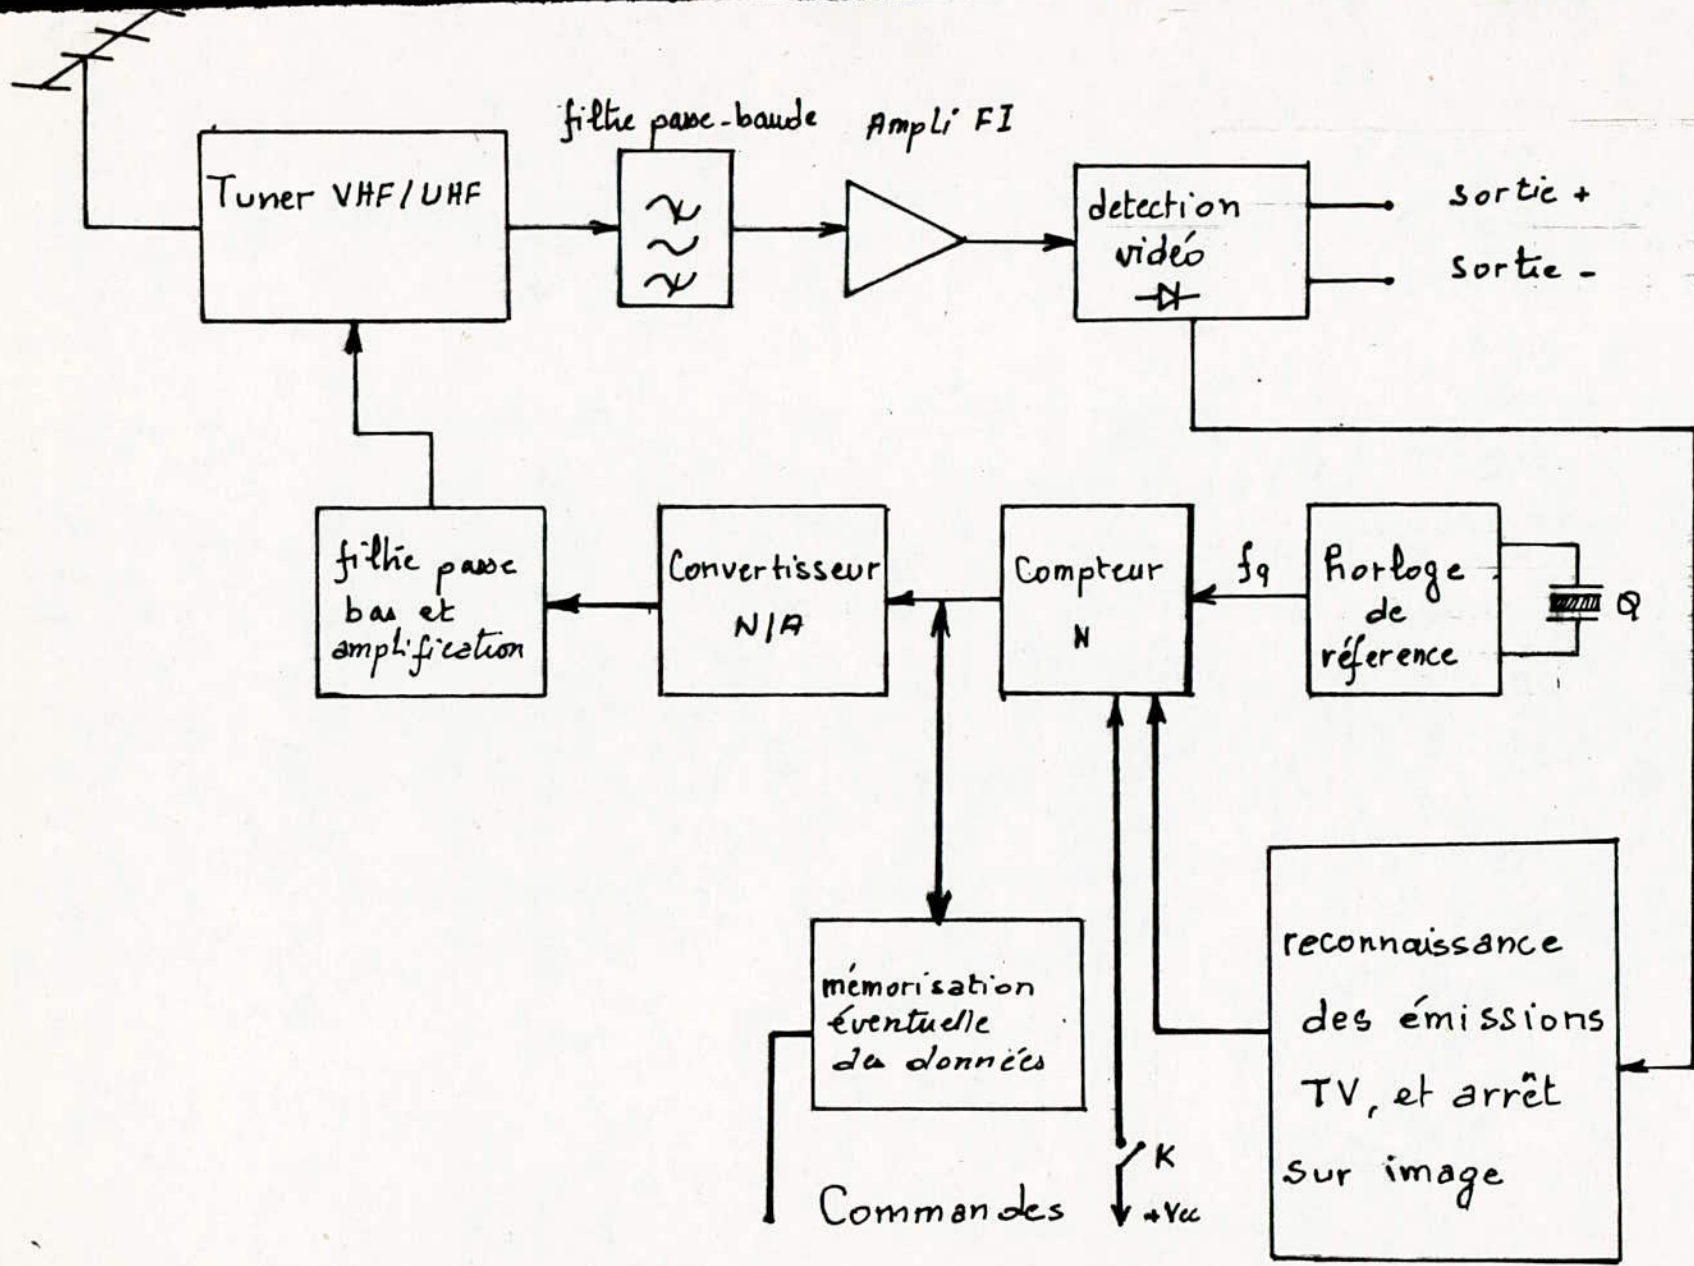 filtre passe-bande
Ampli FI
Tuner VHF/UHF
detection
vidéo
sortie +
sortie -
filtre passe
bas et
amplification
Convertisseur
N/A
Compteur
N
fq
horloge
de
réference
Q
mémorisation
éventuelle
des données
reconnaissance
des émissions
TV, et arrêt
sur image
K
+Vcc
Commandes